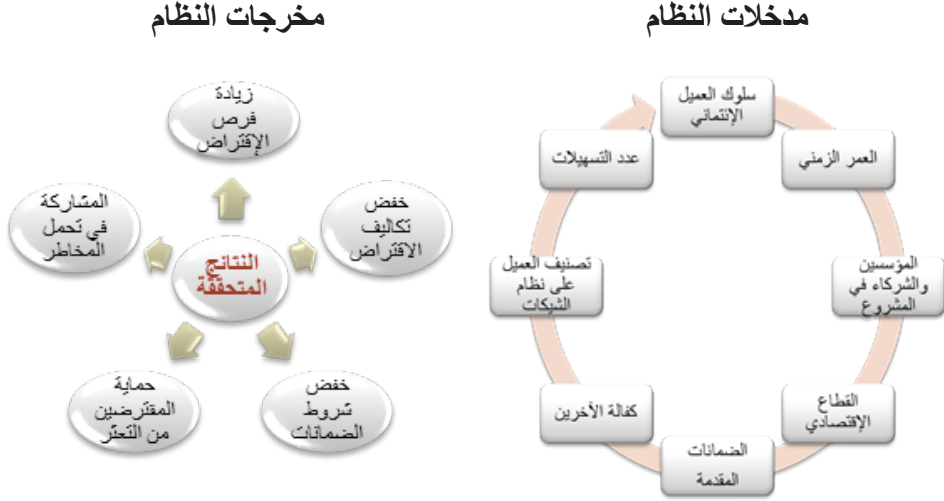 مدخلات النظام
سلوك العميل
الإئتماني
العمر الزمني
المؤسسين
والشركاء في
المشروع
القطاع
الإقتصادي
الضمانات
المقدمة
كفالة الآخرين
تصنيف العميل
على نظام
الشيكات
عدد التسهيلات
مخرجات النظام
النتائج
المتحققة
زيادة
فرص
الإقتراض
خفض
تكاليف
الاقتراض
خفض
شروط
الضمانات
حماية
المقترضين
من التعثر
المشاركة
في تحمل
المخاطر